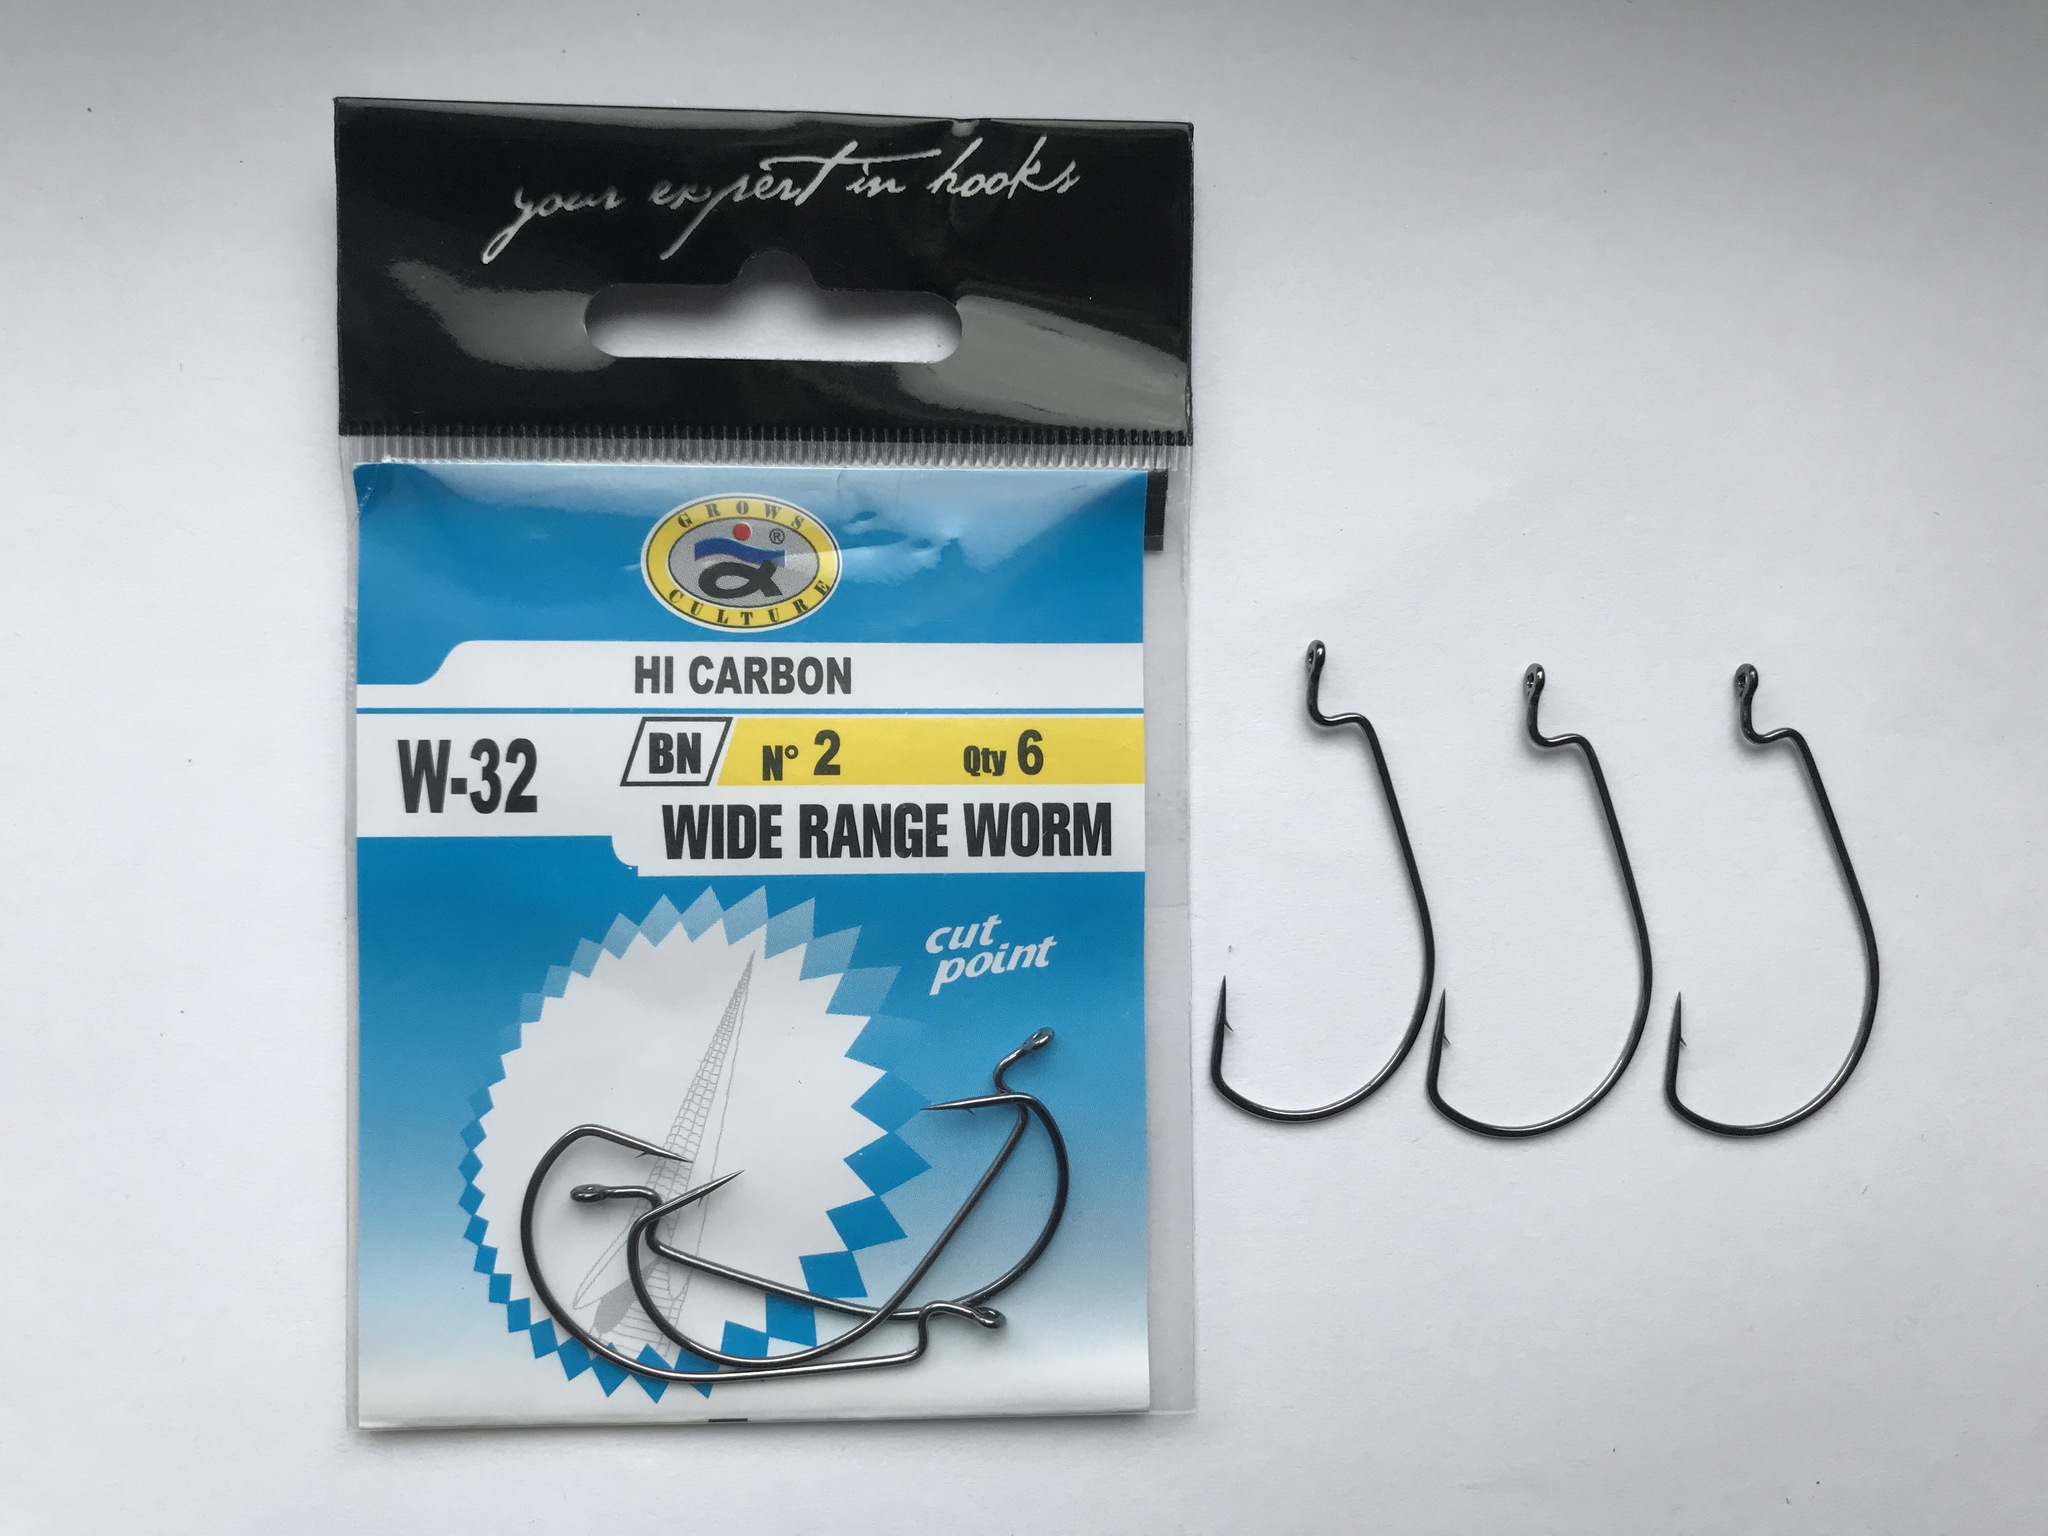 your expert in hooks
GROWS
®
CULTURE
HI CARBON
W-32
BN
N° 2
Qty 6
WIDE RANGE WORM
cut
point